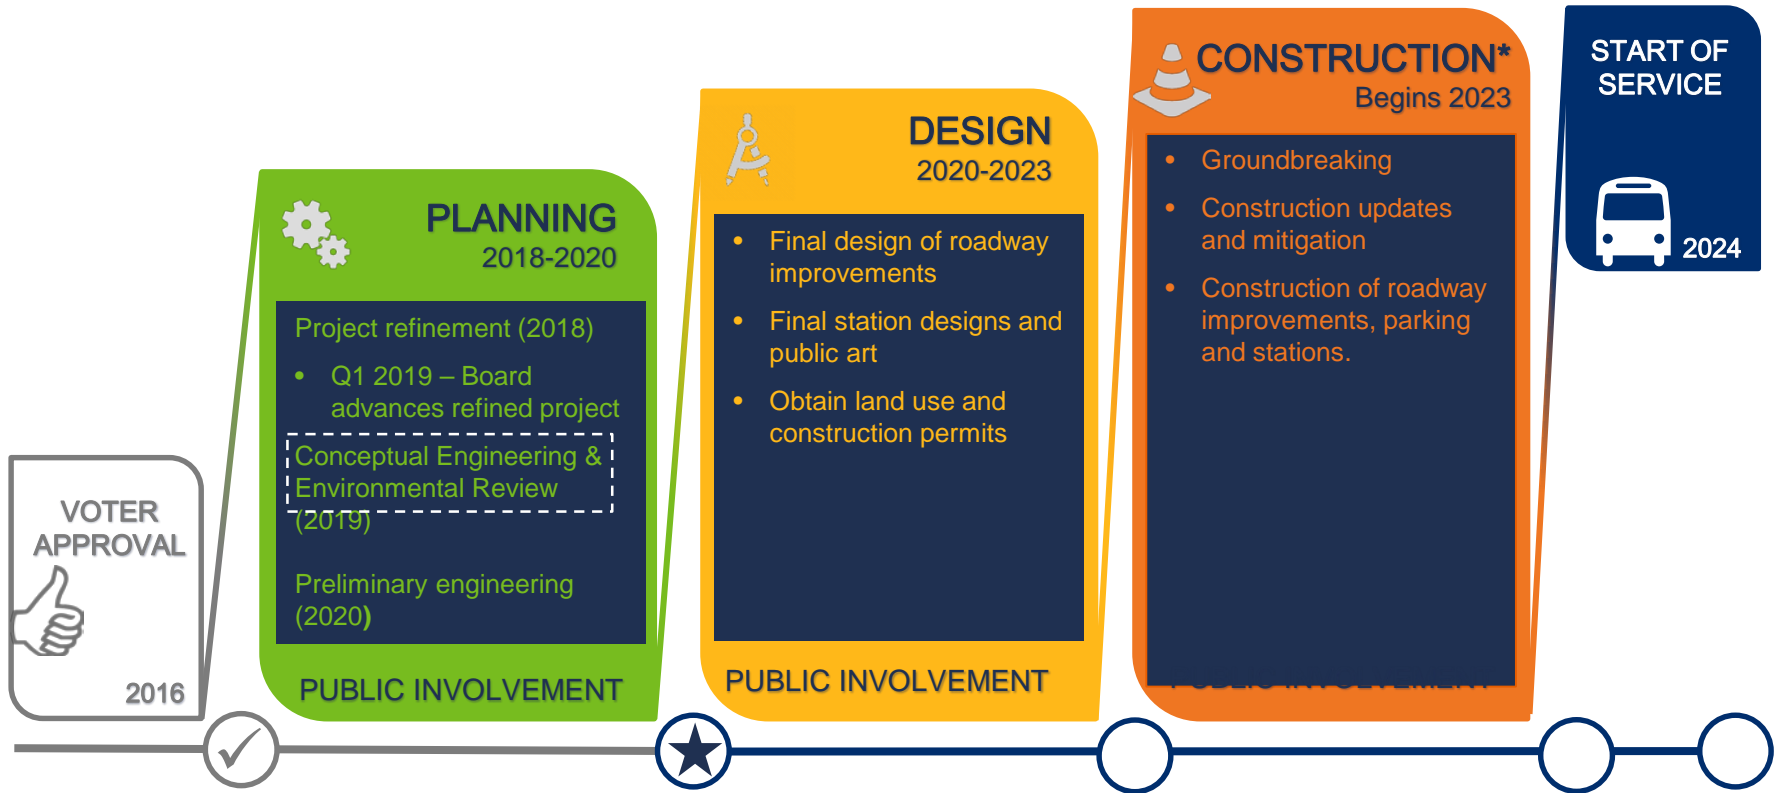 VOTER
APPROVAL
2016
PLANNING
2018-2020
Project refinement (2018)
• Q1 2019 – Board
advances refined project
Conceptual Engineering &
Environmental Review
(2019)
Preliminary engineering
(2020)
PUBLIC INVOLVEMENT
DESIGN
2020-2023
• Final design of roadway
improvements
• Final station designs and
public art
• Obtain land use and
construction permits
PUBLIC INVOLVEMENT
CONSTRUCTION*
Begins 2023
• Groundbreaking
• Construction updates
and mitigation
• Construction of roadway
improvements, parking
and stations.
PUBLIC INVOLVEMENT
START OF
SERVICE
2024